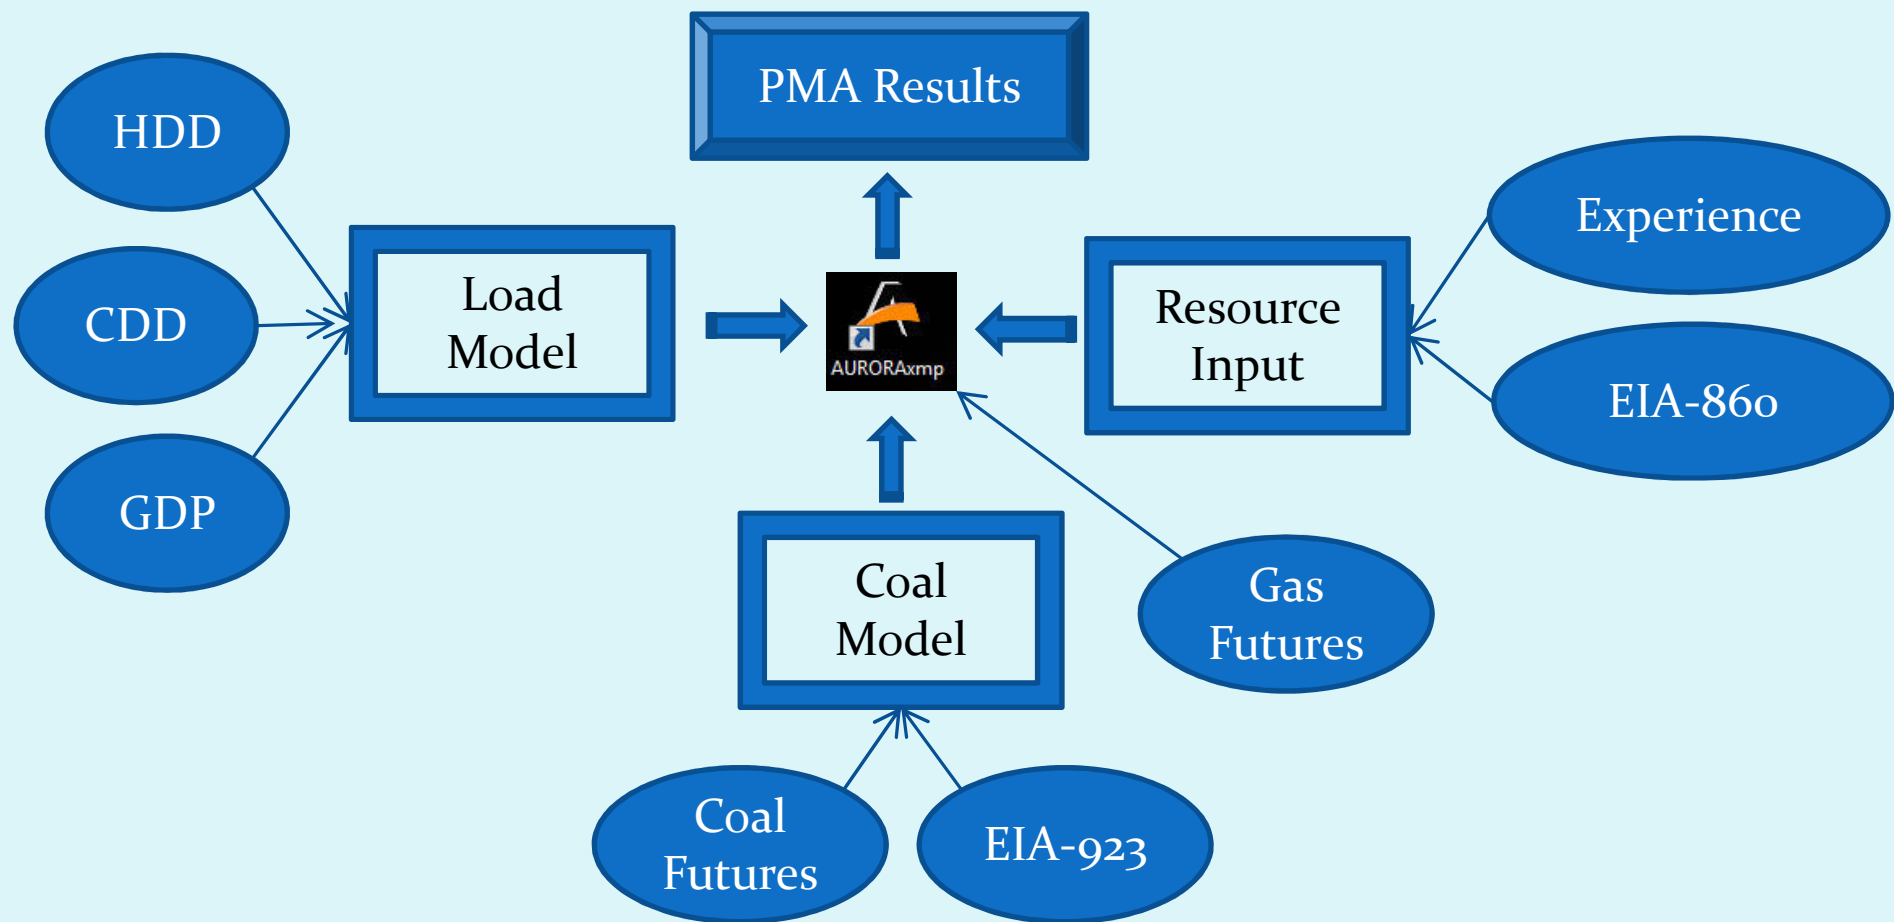 PMA Results
HDD
CDD
GDP
Load
Model
AURORAxmp
Resource
Input
Experience
EIA-860
Coal
Model
Gas
Futures
Coal
Futures
EIA-923